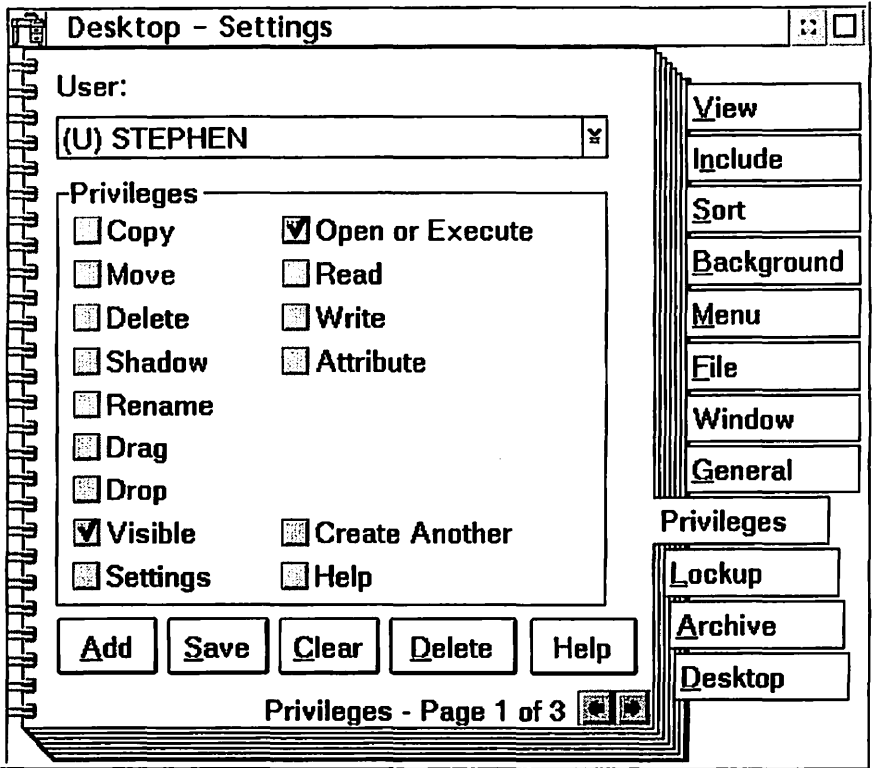 Desktop - Settings
User:
(U) STEPHEN
Privileges
Copy
Open or Execute
Move
Read
Delete
Write
Shadow
Attribute
Rename
Drag
Drop
Visible
Create Another
Settings
Help
Add
Save
Clear
Delete
Help
Privileges - Page 1 of 3
View
Include
Sort
Background
Menu
File
Window
General
Privileges
Lockup
Archive
Desktop